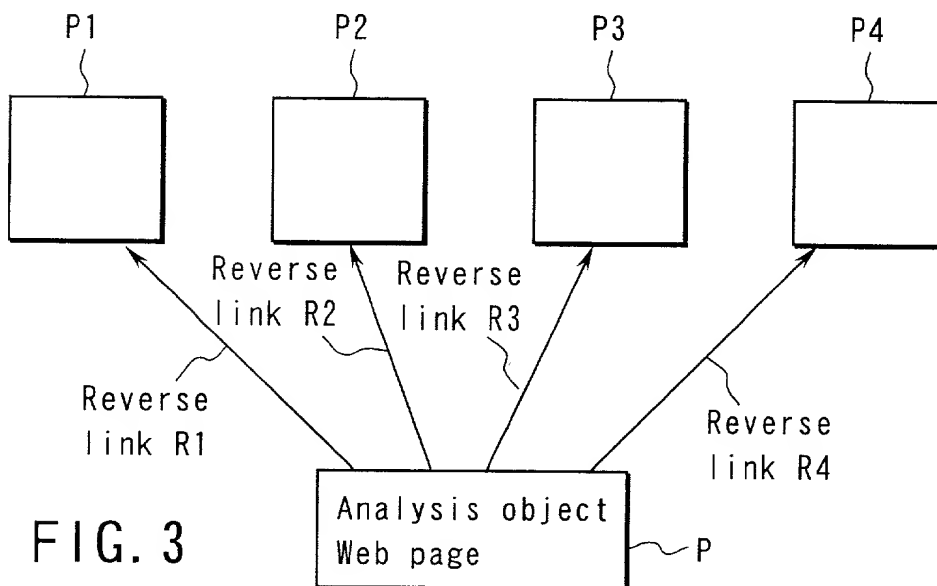 P1
P2
P3
P4
Reverse
link R2
Reverse
link R3
Reverse
link R1
Reverse
link R4
Analysis object
Web page
P
FIG. 3